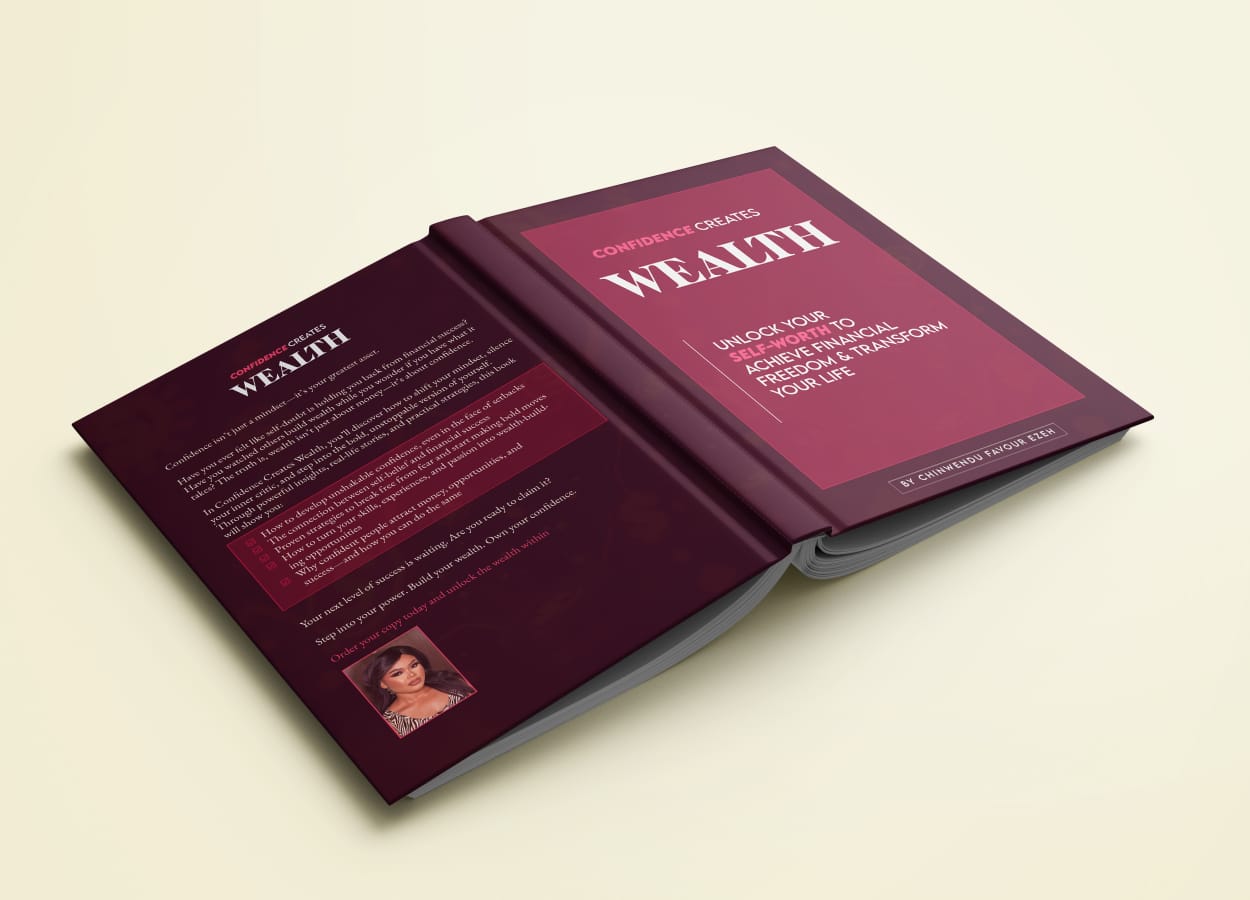 CONFIDENCE CREATES
WEALTH
UNLOCK YOUR
SELF-WORTH TO
ACHIEVE FINANCIAL
FREEDOM & TRANSFORM
YOUR LIFE
BY CHINWENDU FAVOUR EZEH
CONFIDENCE CREATES
WEALTH
Confidence isn't just a mindset—it's your greatest asset.
Have you ever felt like self-doubt is holding you back from financial success?
Have you watched others build wealth while you wonder if you have what it
takes? The truth is, wealth isn't just about money—it's about confidence.
In Confidence Creates Wealth, you'll discover how to shift your mindset, silence
your inner critic, and step into the bold, unstoppable version of yourself.
Through powerful insights, real-life stories, and practical strategies, this book
will show you:
How to develop unshakable confidence, even in the face of setbacks
The connection between self-belief and financial success
Proven strategies to break free from fear and start making bold moves
How to turn your skills, experiences, and passion into wealth-build-
ing opportunities
Why confident people attract money, opportunities, and
success—and how you can do the same
Your next level of success is waiting. Are you ready to claim it?
Step into your power. Build your wealth. Own your confidence.
Order your copy today and unlock the wealth within